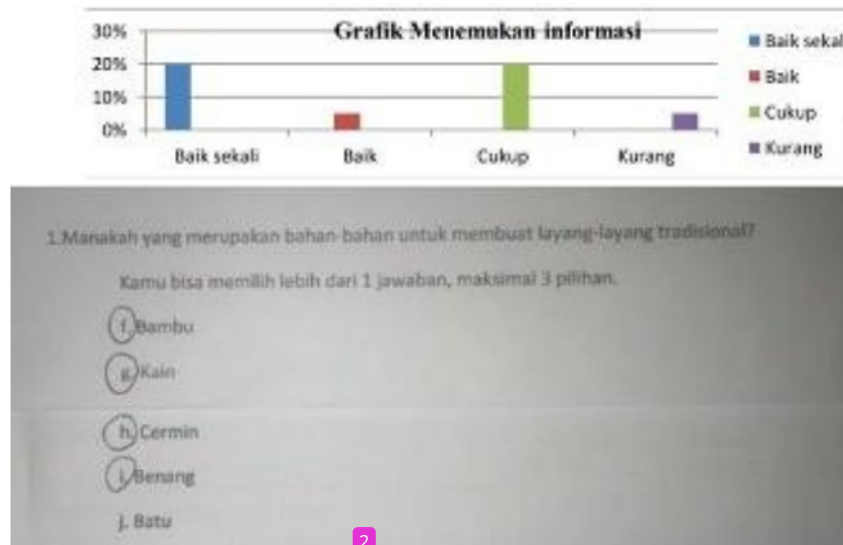 Grafik Menemukan informasi
30%
20%
10%
0%
Baik sekali Baik Cukup Kurang
Baik sekal
Baik
Cukup
Kurang
1.Manakah yang merupakan bahan-bahan untuk membuat layang-layang tradisional?
Kamu bisa memilih lebih dari 1 jawaban, maksimal 3 pilihan.
f. Bambu
g. Kain
h. Cermin
i. Benang
j. Batu
2